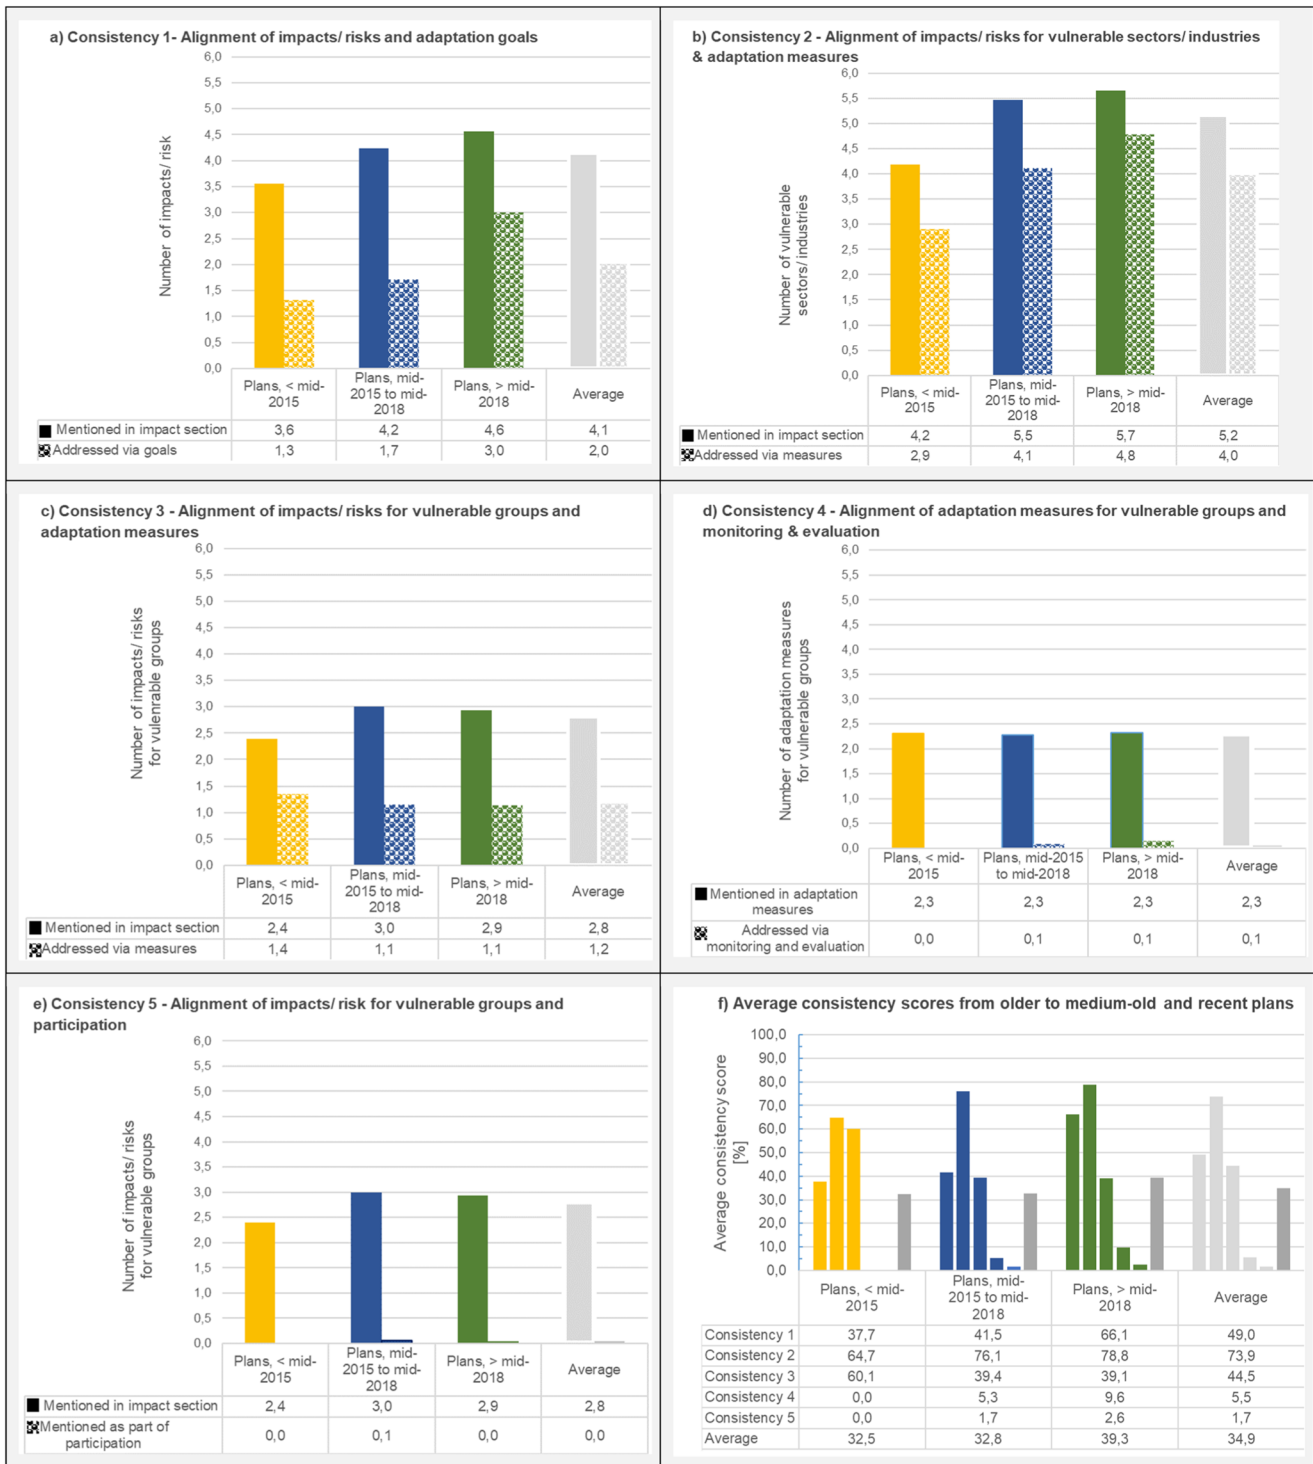 a) Consistency 1- Alignment of impacts/ risks and adaptation goals
6,0
5,5
5,0
4,5
4,0
3,5
3,0
2,5
2,0
1,5
1,0
0,5
0,0
Number of impacts/ risk
Plans, < mid-
2015
Plans, mid-
2015 to mid-
2018
Plans, > mid-
2018
Average
Mentioned in impact section 3,6 4,2 4,6 4,1
Addressed via goals 1,3 1,7 3,0 2,0
b) Consistency 2 - Alignment of impacts/ risks for vulnerable sectors/ industries
& adaptation measures
6,0
5,5
5,0
4,5
4,0
3,5
3,0
2,5
2,0
1,5
1,0
0,5
0,0
Number of vulnerable
sectors/ industries
Plans, < mid-
2015
Plans, mid-
2015 to mid-
2018
Plans, > mid-
2018
Average
Mentioned in impact section 4,2 5,5 5,7 5,2
Addressed via measures 2,9 4,1 4,8 4,0
c) Consistency 3 - Alignment of impacts/ risks for vulnerable groups and
adaptation measures
6,0
5,5
5,0
4,5
4,0
3,5
3,0
2,5
2,0
1,5
1,0
0,5
0,0
Number of impacts/ risks
for vulenrable groups
Plans, < mid-
2015
Plans, mid-
2015 to mid-
2018
Plans, > mid-
2018
Average
Mentioned in impact section 2,4 3,0 2,9 2,8
Addressed via measures 1,4 1,1 1,1 1,2
d) Consistency 4 - Alignment of adaptation measures for vulnerable groups and
monitoring & evaluation
6,0
5,5
5,0
4,5
4,0
3,5
3,0
2,5
2,0
1,5
1,0
0,5
0,0
Number of adaptation measures
for vulnerable groups
Plans, < mid-
2015
Plans, mid-2015
to mid-2018
Plans, > mid-
2018
Average
Mentioned in adaptation
measures
2,3 2,3 2,3 2,3
Addressed via
monitoring and evaluation
0,0 0,1 0,1 0,1
e) Consistency 5 - Alignment of impacts/ risk for vulnerable groups and
participation
6,0
5,5
5,0
4,5
4,0
3,5
3,0
2,5
2,0
1,5
1,0
0,5
0,0
Number of impacts/ risks
for vulnerable groups
Plans, < mid-
2015
Plans, mid-
2015 to mid-
2018
Plans, > mid-
2018
Average
Mentioned in impact section 2,4 3,0 2,9 2,8
Mentioned as part of
participation
0,0 0,1 0,0 0,0
f) Average consistency scores from older to medium-old and recent plans
100,0
90,0
80,0
70,0
60,0
50,0
40,0
30,0
20,0
10,0
0,0
Average consistency score
[%]
Plans, < mid-
2015
Plans, mid-
2015 to mid-
2018
Plans, > mid-
2018
Average
Consistency 1 37,7 41,5 66,1 49,0
Consistency 2 64,7 76,1 78,8 73,9
Consistency 3 60,1 39,4 39,1 44,5
Consistency 4 0,0 5,3 9,6 5,5
Consistency 5 0,0 1,7 2,6 1,7
Average 32,5 32,8 39,3 34,9